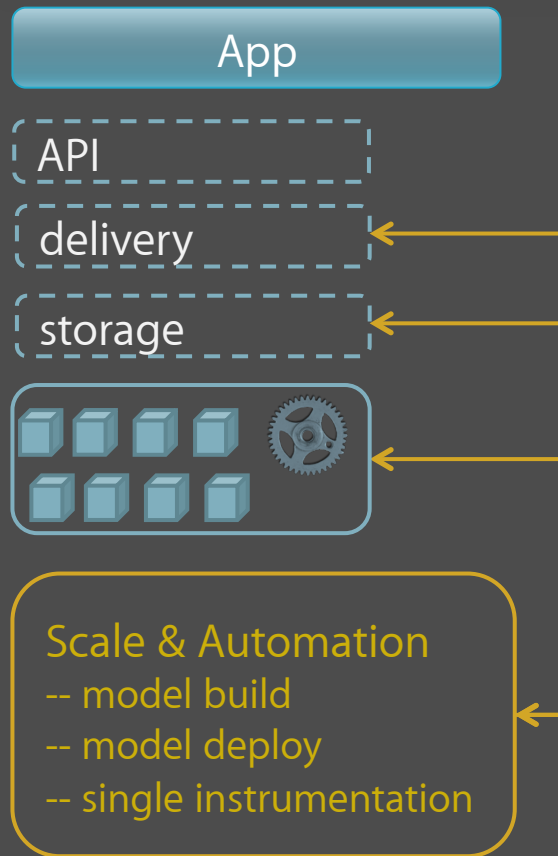 App
API
delivery
storage
Scale & Automation
-- model build
-- model deploy
-- single instrumentation